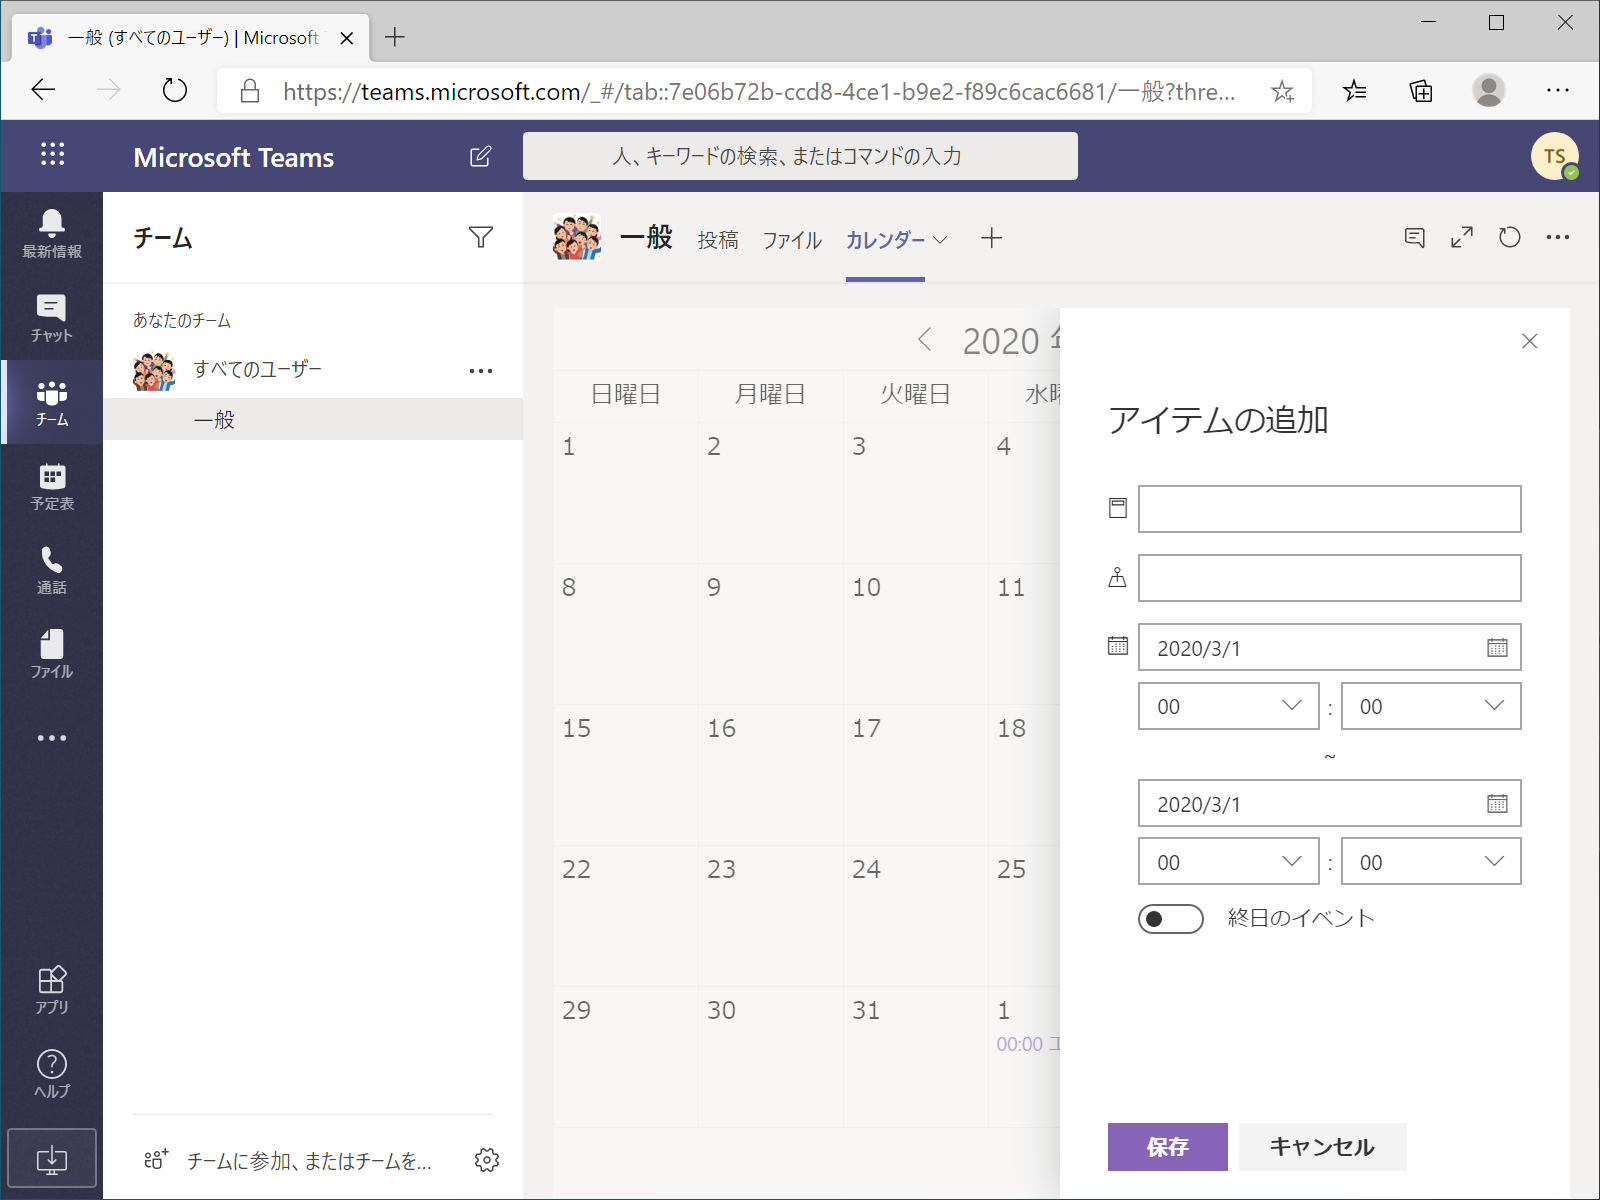 一般 (すべてのユーザー) | Microsoft
https://teams.microsoft.com/_#/tab::7e06b72b-ccd8-4ce1-b9e2-f89c6cac6681/一般?thre...
Microsoft Teams
人、キーワードの検索、またはコマンドの入力
TS
最新情報
チャット
チーム
予定表
通話
ファイル
アプリ
ヘルプ
チーム
あなたのチーム
すべてのユーザー
一般
チームに参加、またはチームを...
一般 投稿 ファイル カレンダー
2020
日曜日 月曜日 火曜日 水
1 2 3 4
8 9 10 11
15 16 17 18
22 23 24 25
29 30 31 1
00:00
アイテムの追加
2020/3/1
00 : 00
~
2020/3/1
00 : 00
終日のイベント
保存 キャンセル